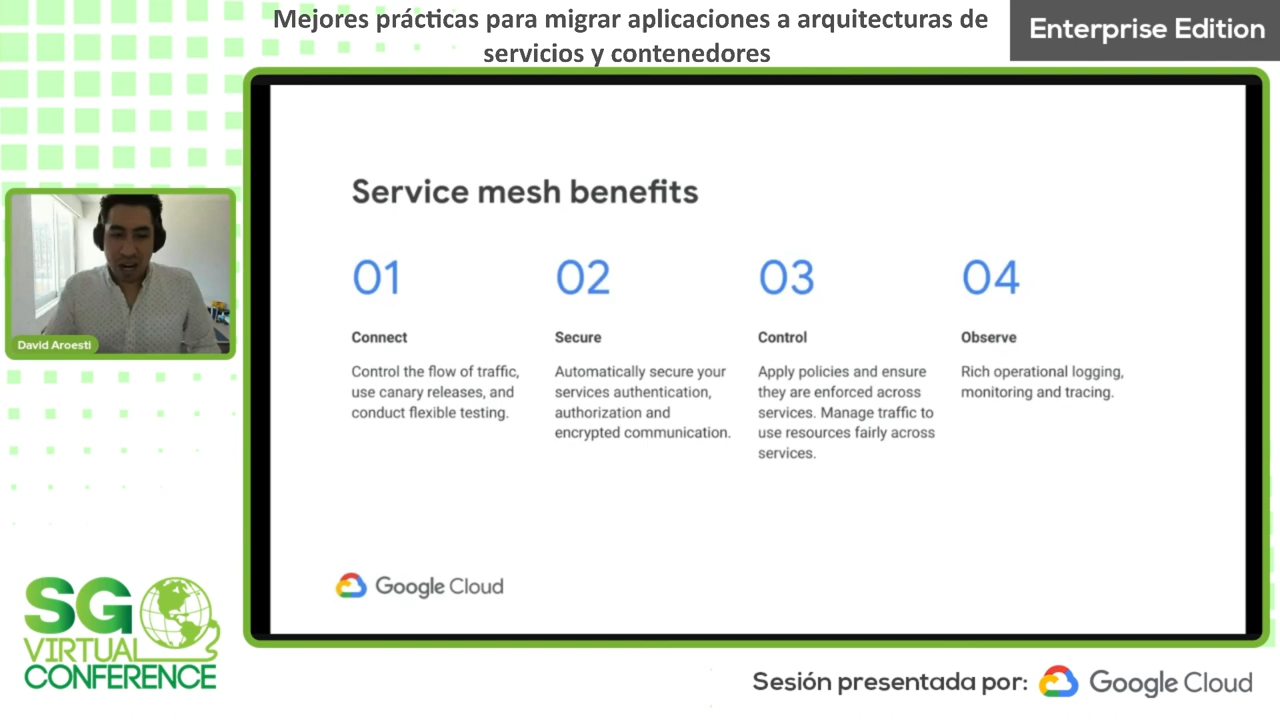 Mejores prácticas para migrar aplicaciones a arquitecturas de
servicios y contenedores
Enterprise Edition
Service mesh benefits
01
Connect
Control the flow of traffic,
use canary releases, and
conduct flexible testing.
02
Secure
Automatically secure your
services authentication,
authorization and
encrypted communication.
03
Control
Apply policies and ensure
they are enforced across
services. Manage traffic to
use resources fairly across
services.
04
Observe
Rich operational logging,
monitoring and tracing.
Google Cloud
David Aroesti
SG
VIRTUAL
CONFERENCE
Sesión presentada por: Google Cloud